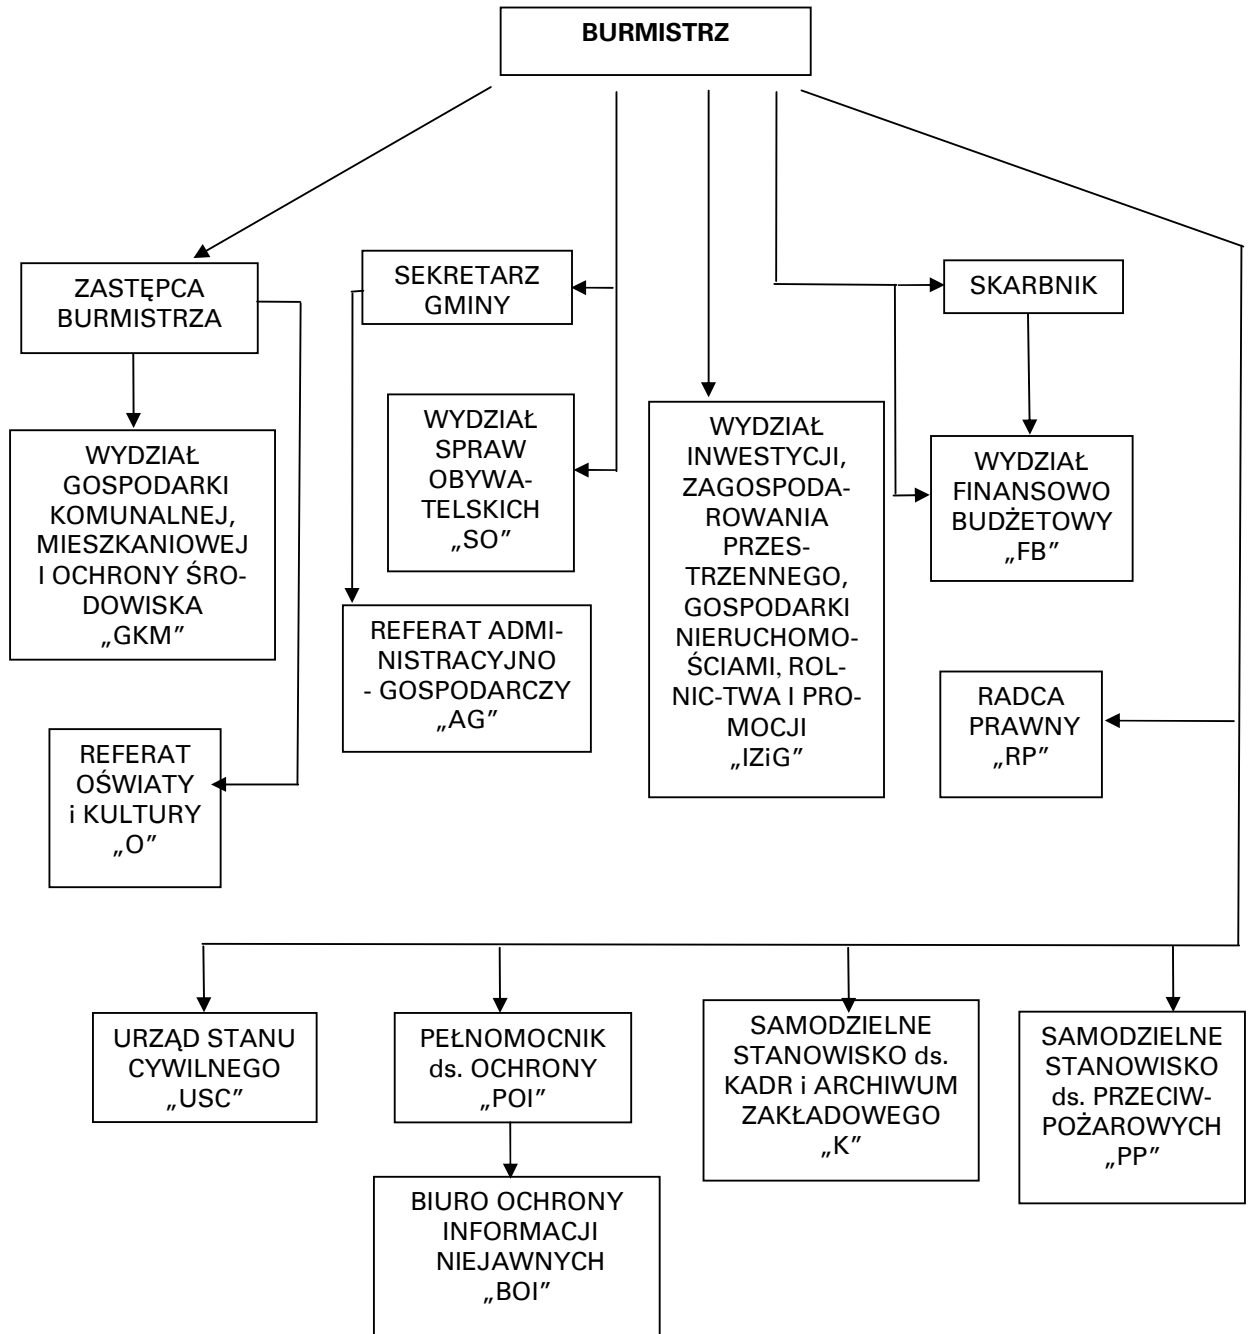 BURMISTRZ
ZASTĘPCA
BURMISTRZA
SEKRETARZ
GMINY
SKARBNIK
WYDZIAŁ
GOSPODARKI
KOMUNALNEJ,
MIESZKANIOWEJ
I OCHRONY ŚRO-
DOWISKA
„GKM”
WYDZIAŁ
SPRAW
OBYWA-
TELSKICH
„SO”
WYDZIAŁ
INWESTYCJI,
ZAGOSPODA-
ROWANIA
PRZES-
TRZENNEGO,
GOSPODARKI
NIERUCHOMO-
ŚCIAMI, ROL-
NIC-TWA I PRO-
MOCJI
„IZiG”
WYDZIAŁ
FINANSOWO
BUDŻETOWY
„FB”
REFERAT ADMI-
NISTRACYJNO
- GOSPODARCZY
„AG”
RADCA
PRAWNY
„RP”
REFERAT
OŚWIATY
i KULTURY
„O”
URZĄD STANU
CYWILNEGO
„USC”
PEŁNOMOCNIK
ds. OCHRONY
„POI”
SAMODZIELNE
STANOWISKO ds.
KADR i ARCHIWUM
ZAKŁADOWEGO
„K”
SAMODZIELNE
STANOWISKO
ds. PRZECIW-
POŻAROWYCH
„PP”
BIURO OCHRONY
INFORMACJI
NIEJAWNYCH
„BOI”